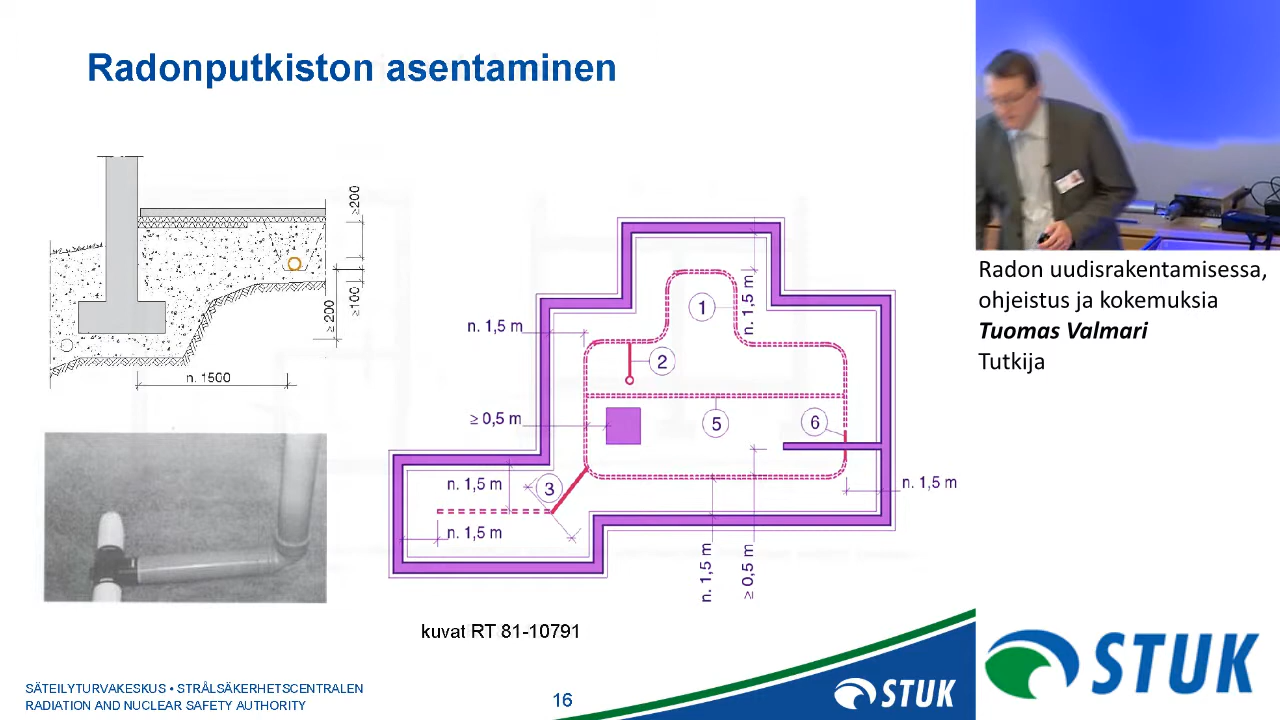 Radonputkiston asentaminen
≥200
≥100
≥ 200
n. 1500
1
n. 1,5 m
n. 1,5 m
2
≥ 0,5 m
5
6
n. 1,5 m
3
n. 1,5 m
n. 1,5 m
n. 1,5 m
≥ 0,5 m
kuvat RT 81-10791
SÄTEILYTURVAKESKUS • STRÅLSÄKERHETSCENTRALEN
RADIATION AND NUCLEAR SAFETY AUTHORITY
16
STUK
Radon uudisrakentamisessa,
ohjeistus ja kokemuksia
Tuomas Valmari
Tutkija
STUK